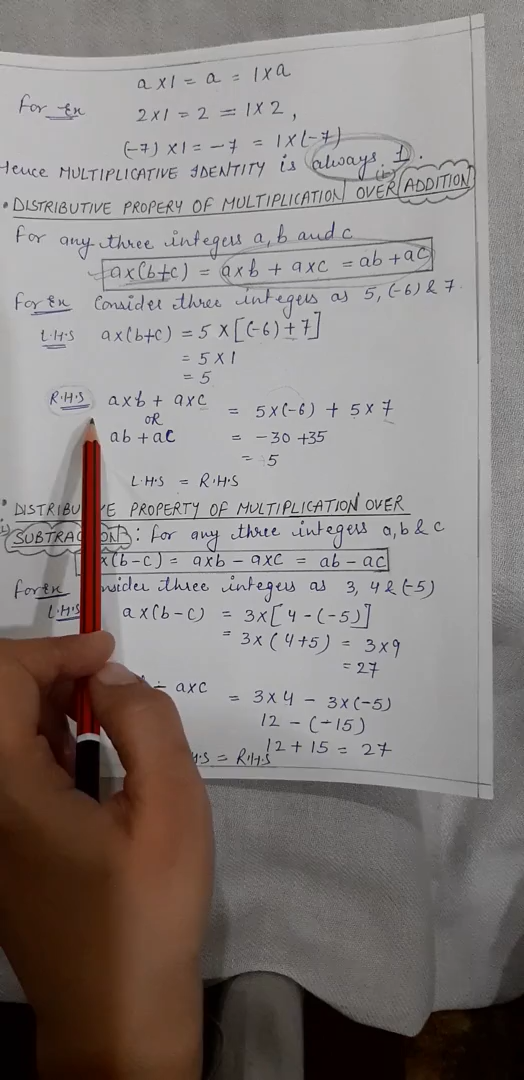 a x 1 = a = 1 x a
For Ex 2 x 1 = 2 = 1 x 2,
(-7) x 1 = -7 = 1 x (-7)
Hence MULTIPLICATIVE IDENTITY is always 1.
• DISTRIBUTIVE PROPERY OF MULTIPLICATION OVER (i) ADDITION
For any three integers a, b and c
a x (b+c) = a x b + a x c = ab + ac
For Ex Consider three integers as 5, (-6) & 7.
L.H.S a x (b+c) = 5 x [(-6) + 7]
= 5 x 1
= 5
R.H.S a x b + a x c = 5 x (-6) + 5 x 7
OR
ab + ac = -30 + 35
= 5
L.H.S = R.H.S
• DISTRIBUTIVE PROPERTY OF MULTIPLICATION OVER
SUBTRACTION : For any three integers a, b & c
x (b-c) = a x b - a x c = ab - ac
For Ex nsider three integers as 3, 4 & (-5)
L.H.S a x (b-c) = 3 x [4 - (-5)]
= 3 x (4+5) = 3 x 9
= 27
- a x c = 3 x 4 - 3 x (-5)
12 - (-15)
12 + 15 = 27
H.S = R.H.S